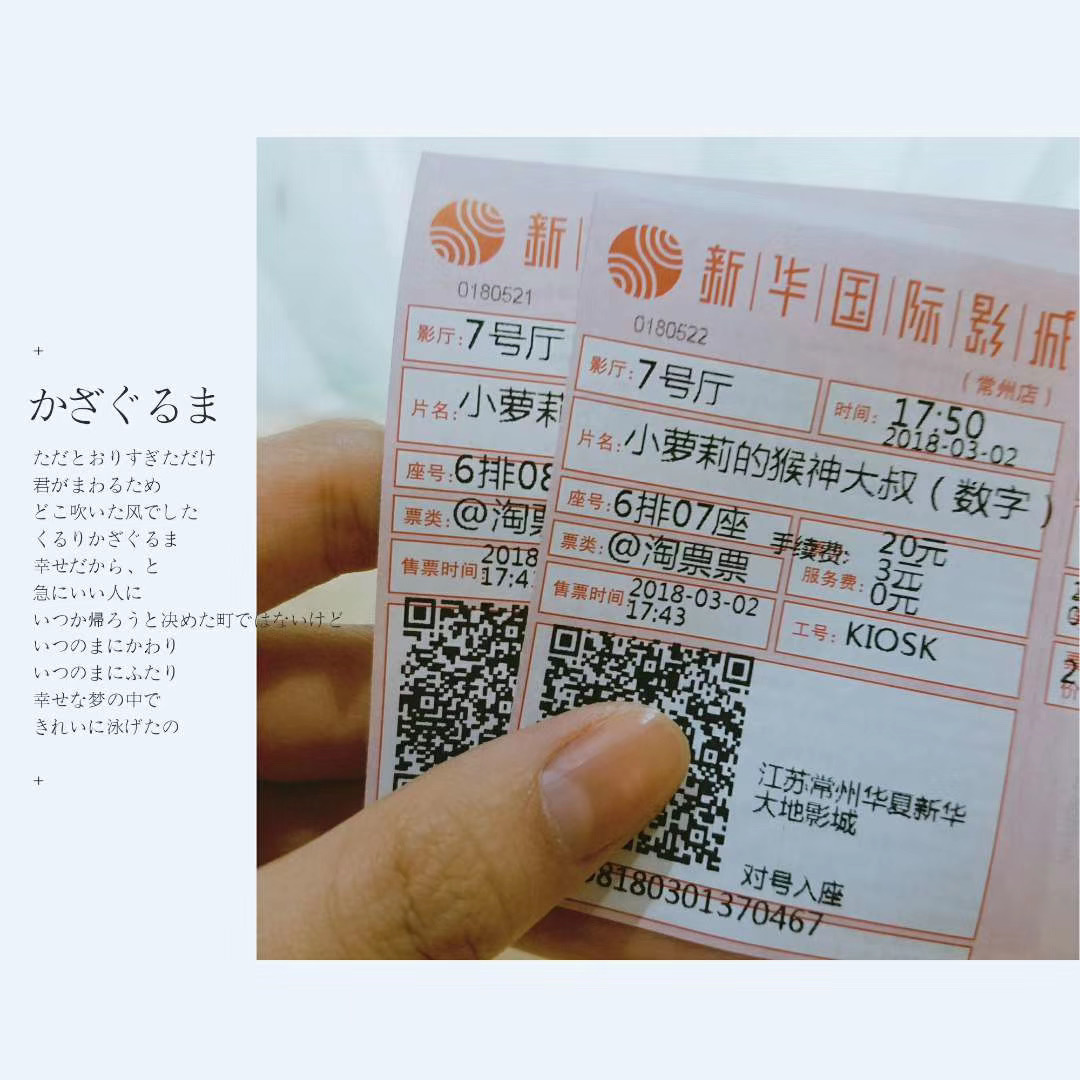 +
かざぐるま
ただとおりすぎただけ
君がまわるため
どこ吹いた风でした
くるりかざぐるま
幸せだから、と
急にいい人に
いつか帰ろうと决めた町ではないけど
いつのまにかわり
いつのまにふたり
幸せな梦の中で
きれいに泳げたの
+
新
0180521
影厅:7号厅
片名:小萝莉
座号:6排08
票类:@淘票
售票时间:2018
17:4
新华国际影城
(常州店)
0180522
影厅:7号厅
时间:17:50
2018-03-02
片名:小萝莉的猴神大叔(数字)
座号:6排07座
票类:@淘票票
手续费: 20元
3元
服务费: 0元
售票时间:2018-03-02
17:43
工号:KIOSK
江苏常州华夏新华
大地影城
对号入座
8180301370467